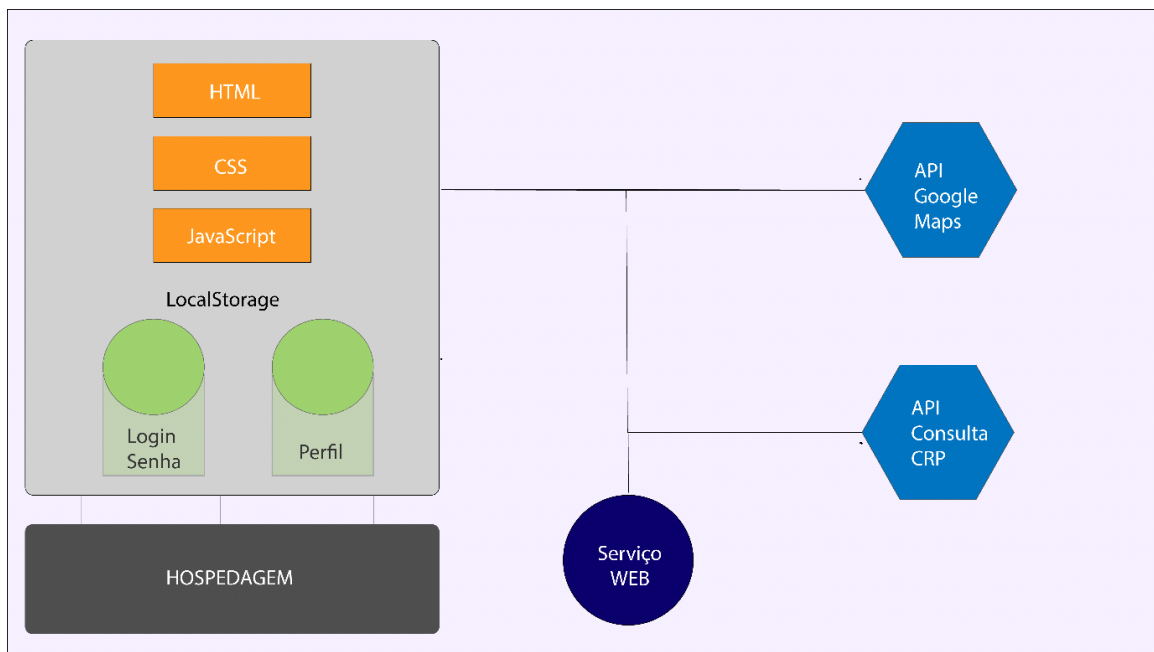 HTML
CSS
JavaScript
LocalStorage
Login
Senha
Perfil
HOSPEDAGEM
API
Google
Maps
API
Consulta
CRP
Serviço
WEB